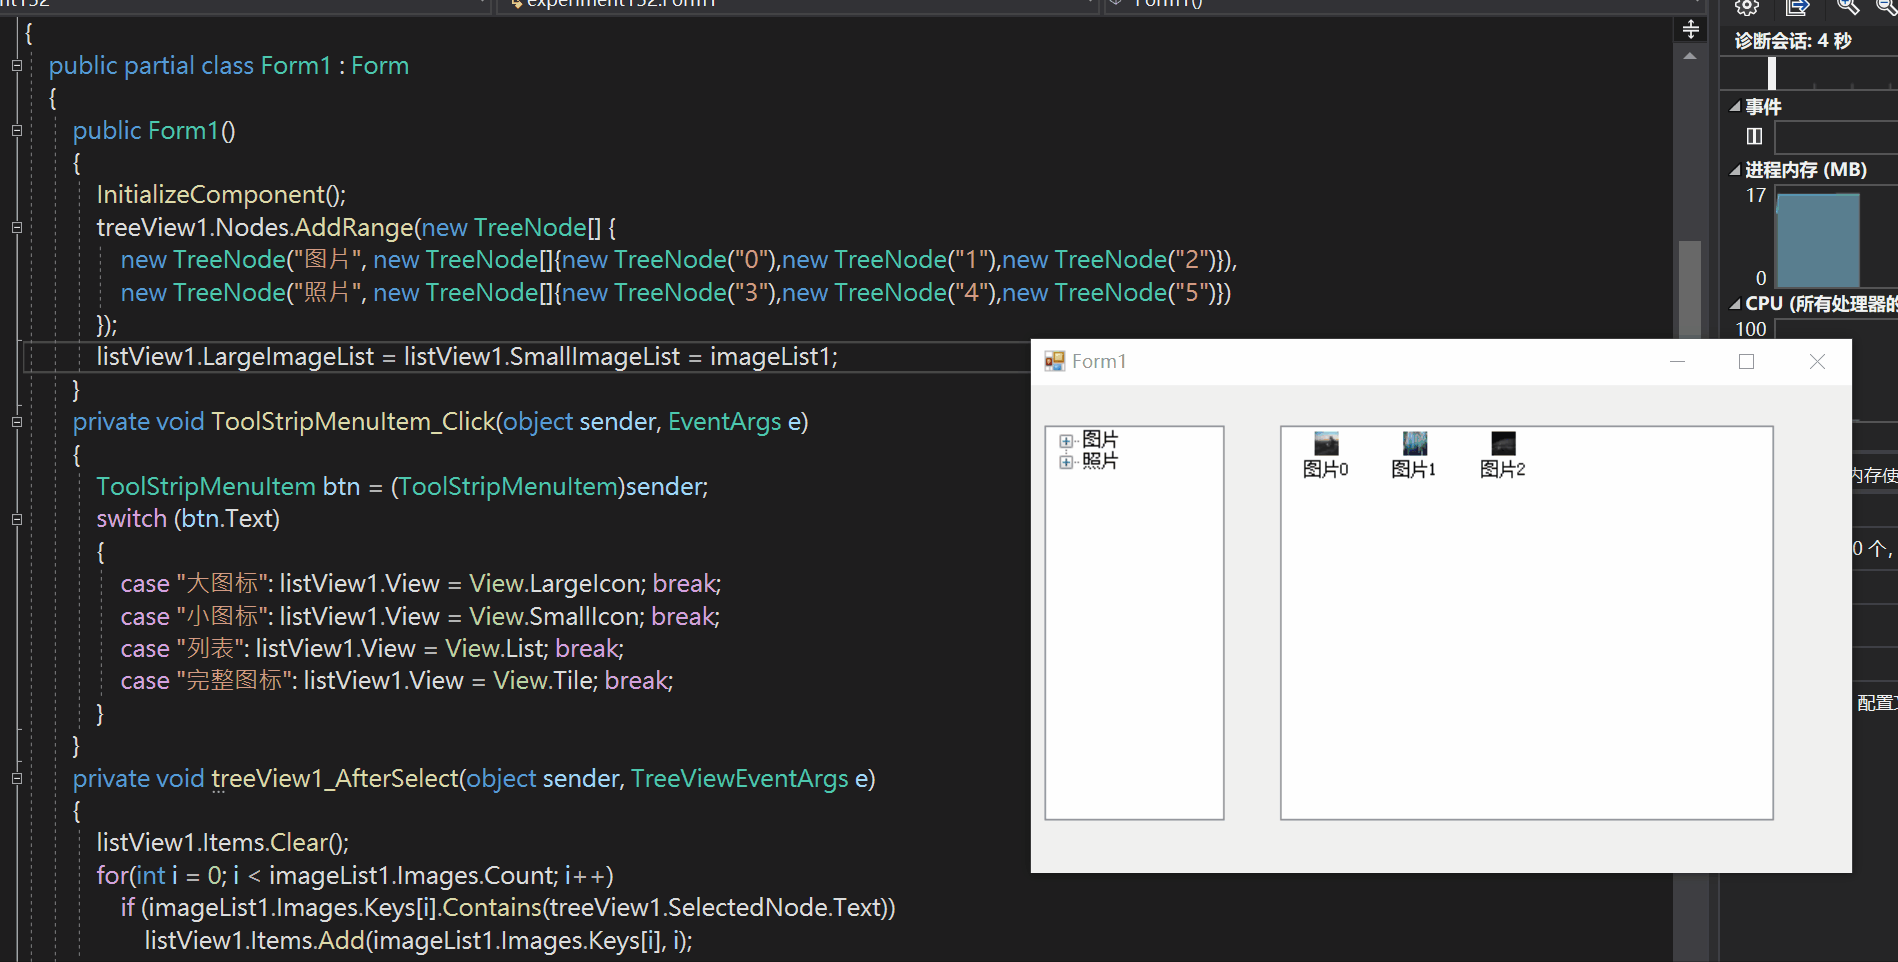 experiment152.Form1
Form1()
{
public partial class Form1 : Form
{
public Form1()
{
InitializeComponent();
treeView1.Nodes.AddRange(new TreeNode[] {
new TreeNode("图片", new TreeNode[]{new TreeNode("0"),new TreeNode("1"),new TreeNode("2")}),
new TreeNode("照片", new TreeNode[]{new TreeNode("3"),new TreeNode("4"),new TreeNode("5")})
});
listView1.LargeImageList = listView1.SmallImageList = imageList1;
}
private void ToolStripMenuItem_Click(object sender, EventArgs e)
{
ToolStripMenuItem btn = (ToolStripMenuItem)sender;
switch (btn.Text)
{
case "大图标": listView1.View = View.LargeIcon; break;
case "小图标": listView1.View = View.SmallIcon; break;
case "列表": listView1.View = View.List; break;
case "完整图标": listView1.View = View.Tile; break;
}
}
private void treeView1_AfterSelect(object sender, TreeViewEventArgs e)
{
listView1.Items.Clear();
for(int i = 0; i < imageList1.Images.Count; i++)
if (imageList1.Images.Keys[i].Contains(treeView1.SelectedNode.Text))
listView1.Items.Add(imageList1.Images.Keys[i], i);
Form1
图片
照片
图片0
图片1
图片2
诊断会话: 4 秒
事件
进程内存 (MB)
17
0
CPU (所有处理器的
100
内存使
0 个,
配置